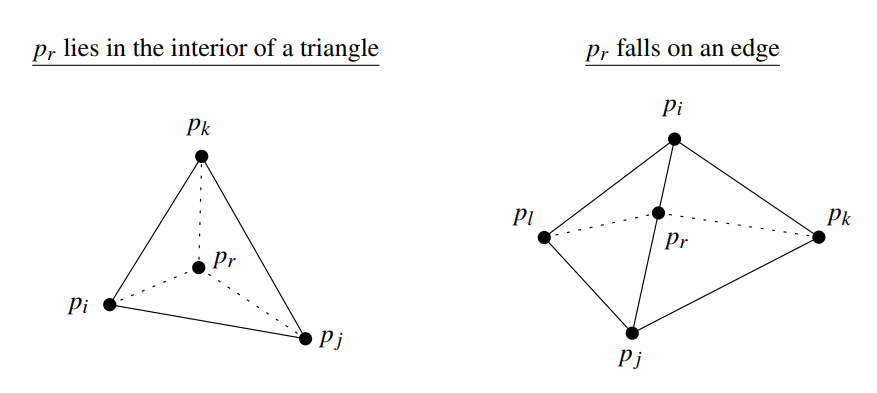 p_r lies in the interior of a triangle
p_k
p_r
p_i
p_j
p_r falls on an edge
p_i
p_l
p_k
p_r
p_j